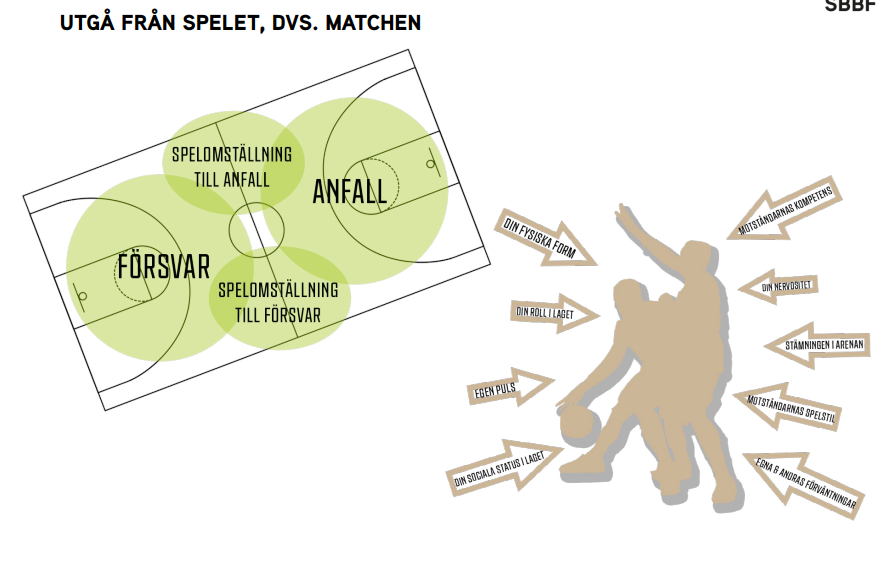 SBBF
UTGÅ FRÅN SPELET, DVS. MATCHEN
SPELOMSTÄLLNING
TILL ANFALL
ANFALL
FÖRSVAR
SPELOMSTÄLLNING
TILL FÖRSVAR
DIN FYSISKA FORM
DIN ROLL I LAGET
EGEN PULS
DIN SOCIALA STATUS I LAGET
MOTSTÅNDARNAS KOMPETENS
DIN NERVOSITET
STÄMNINGEN I ARENAN
MOTSTÅNDARNAS SPELSTIL
EGNA & ANDRAS FÖRVÄNTNINGAR